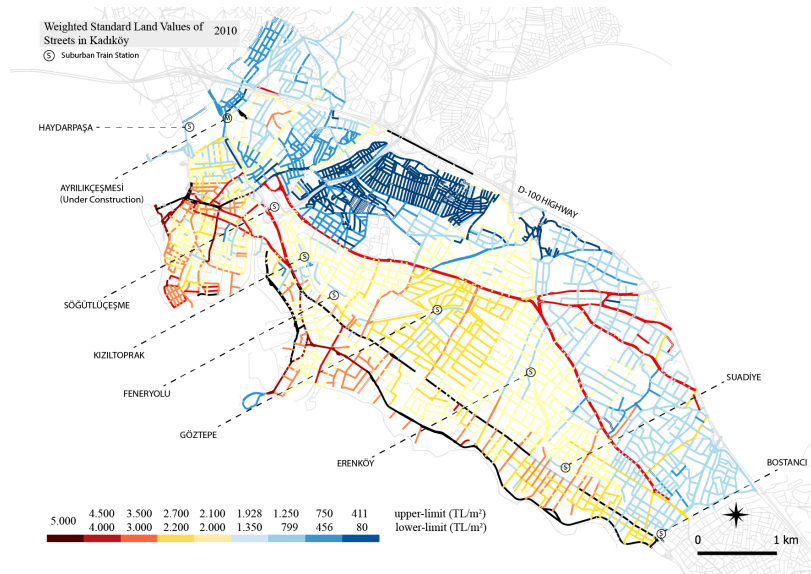 Weighted Standard Land Values of 2010
Streets in Kadıköy
S Suburban Train Station
HAYDARPAŞA
S
M
AYRILIKÇEŞMESİ
(Under Construction)
D-100 HIGHWAY
S
SÖĞÜTLÜÇEŞME
S
KIZILTOPRAK
S
FENERYOLU
S
GÖZTEPE
S
ERENKÖY
SUADİYE
S
BOSTANCI
S
5.000
4.500 3.500 2.700 2.100 1.928 1.250 750 411 upper-limit (TL/m²)
4.000 3.000 2.200 2.000 1.350 799 456 80 lower-limit (TL/m²)
0 1 km